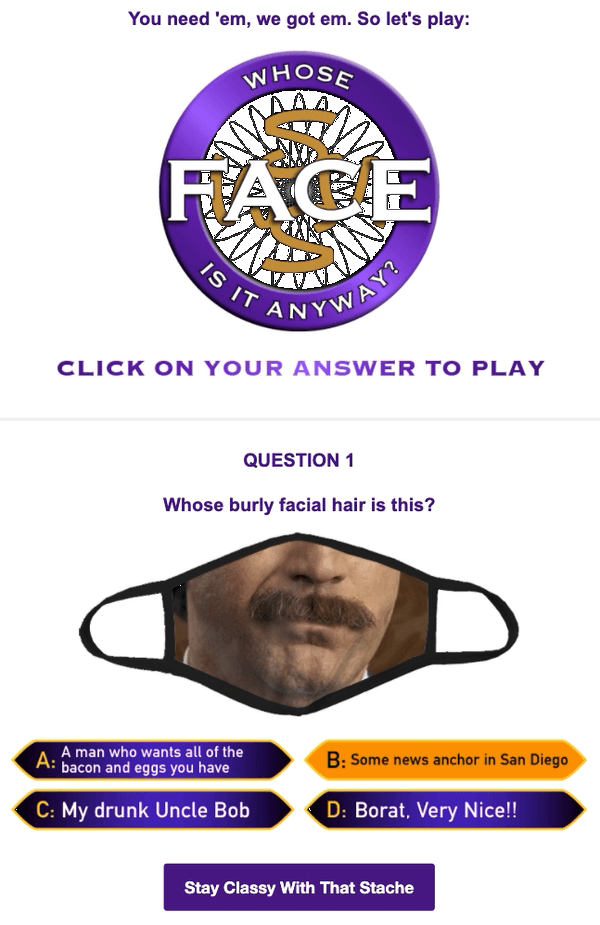 You need 'em, we got em. So let's play:
WHOSE
FACE
IS IT ANYWAY?
CLICK ON YOUR ANSWER TO PLAY
QUESTION 1
Whose burly facial hair is this?
A: A man who wants all of the
bacon and eggs you have
B: Some news anchor in San Diego
C: My drunk Uncle Bob
D: Borat, Very Nice!!
Stay Classy With That Stache